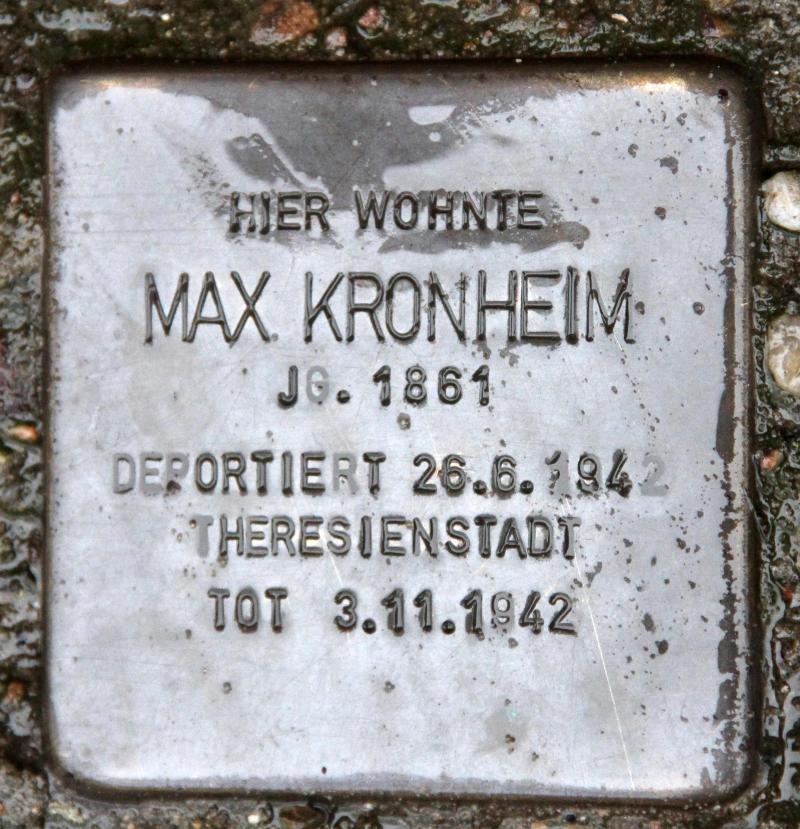 HIER WOHNTE
MAX KRONHEIM
JG. 1861
DEPORTIERT 26.6.1942
THERESIENSTADT
TOT 3.11.1942